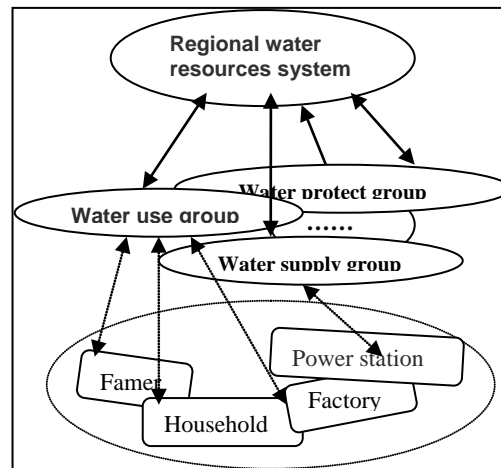 Regional water
resources system
Water protect group
Water use group
......
Water supply group
Power station
Famer
Factory
Household